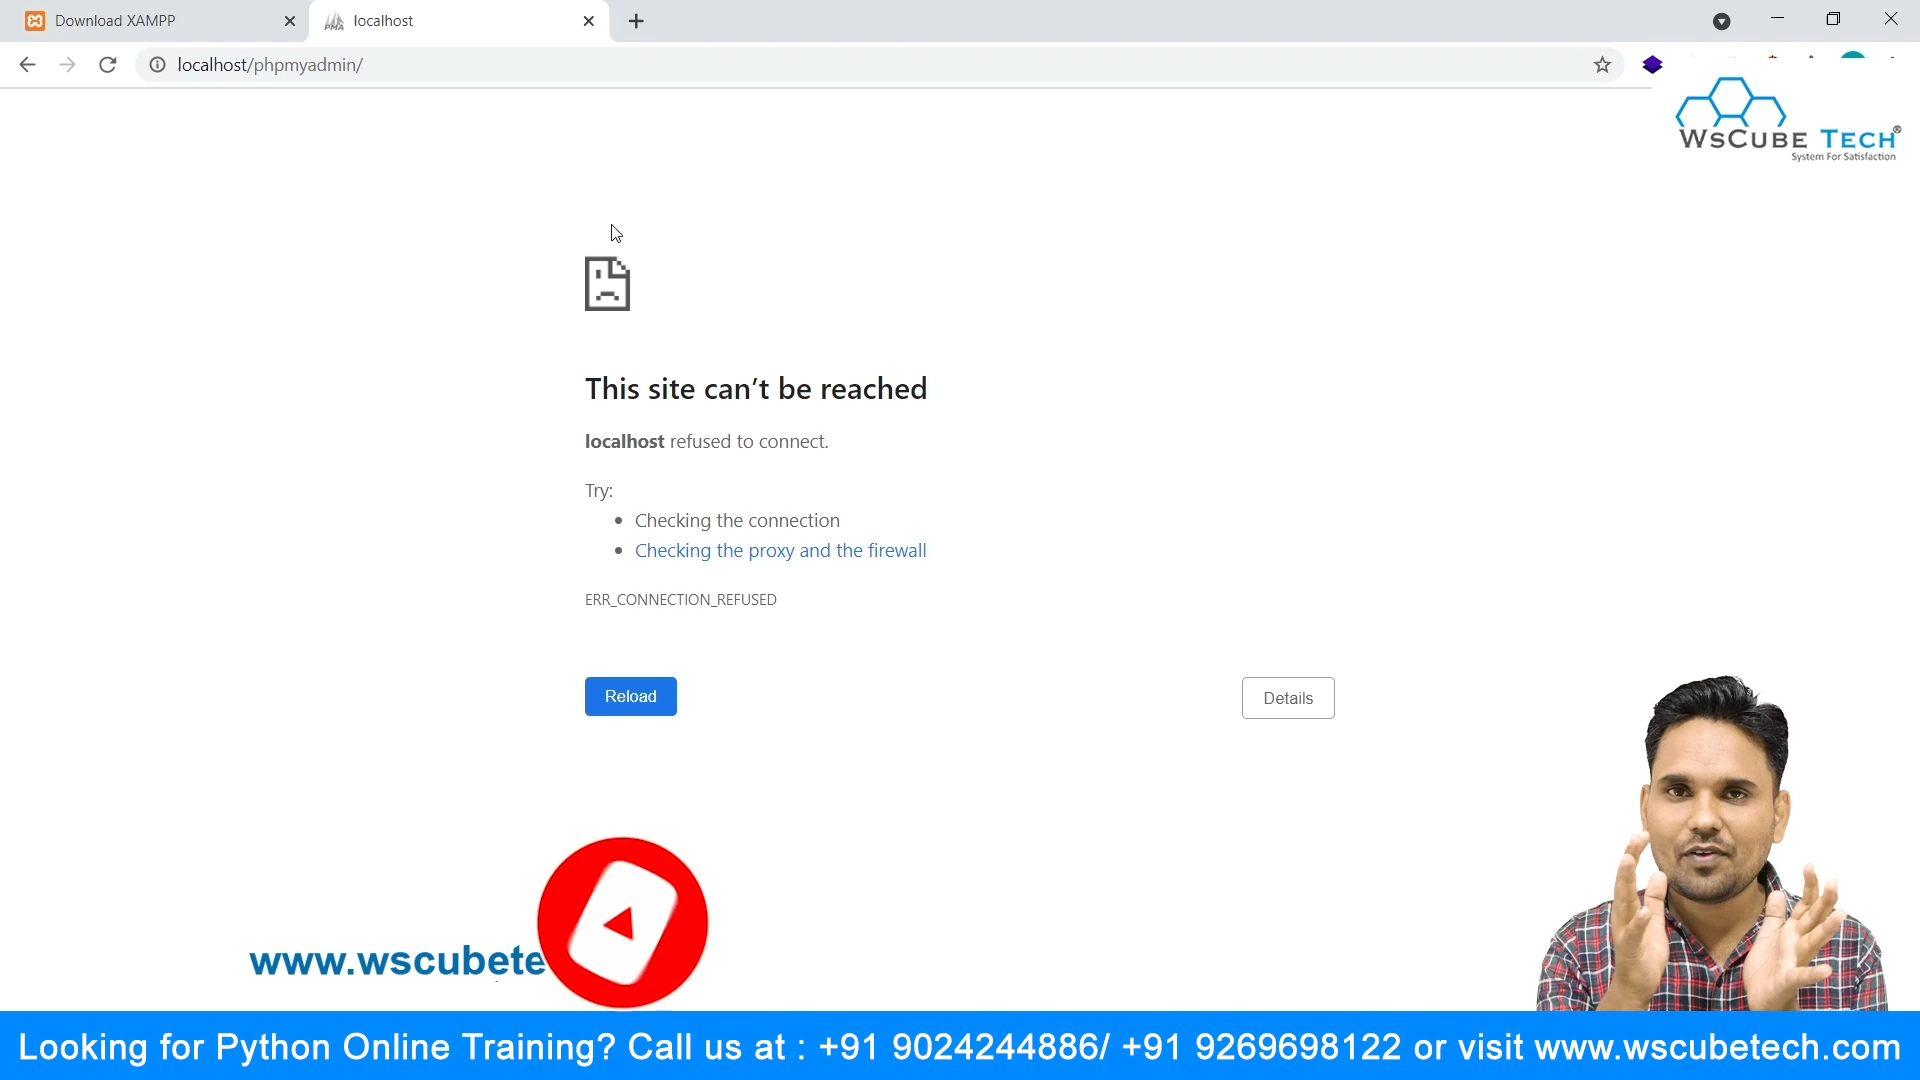 Download XAMPP
localhost
localhost/phpmyadmin/
WSCUBE TECH®
System For Satisfaction
This site can't be reached
localhost refused to connect.
Try:
Checking the connection
Checking the proxy and the firewall
ERR_CONNECTION_REFUSED
Reload
Details
www.wscubete
Looking for Python Online Training? Call us at : +91 9024244886/ +91 9269698122 or visit www.wscubetech.com